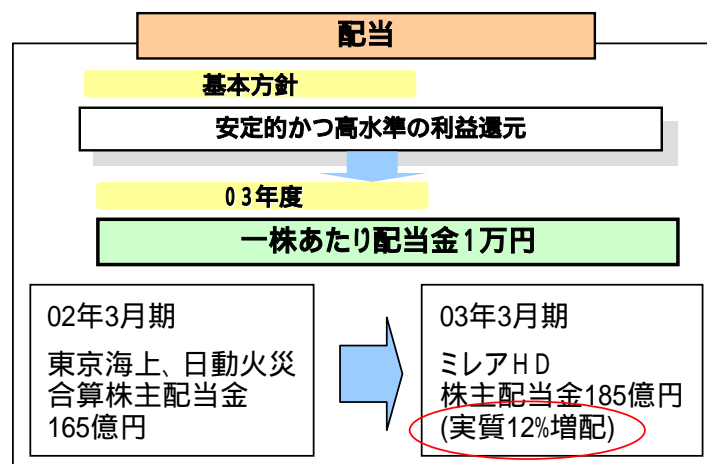 配当
基本方針
安定的かつ高水準の利益還元
03年度
一株あたり配当金1万円
02年3月期
東京海上、日動火災
合算株主配当金
165億円
03年3月期
ミレアＨＤ
株主配当金185億円
(実質12%増配)